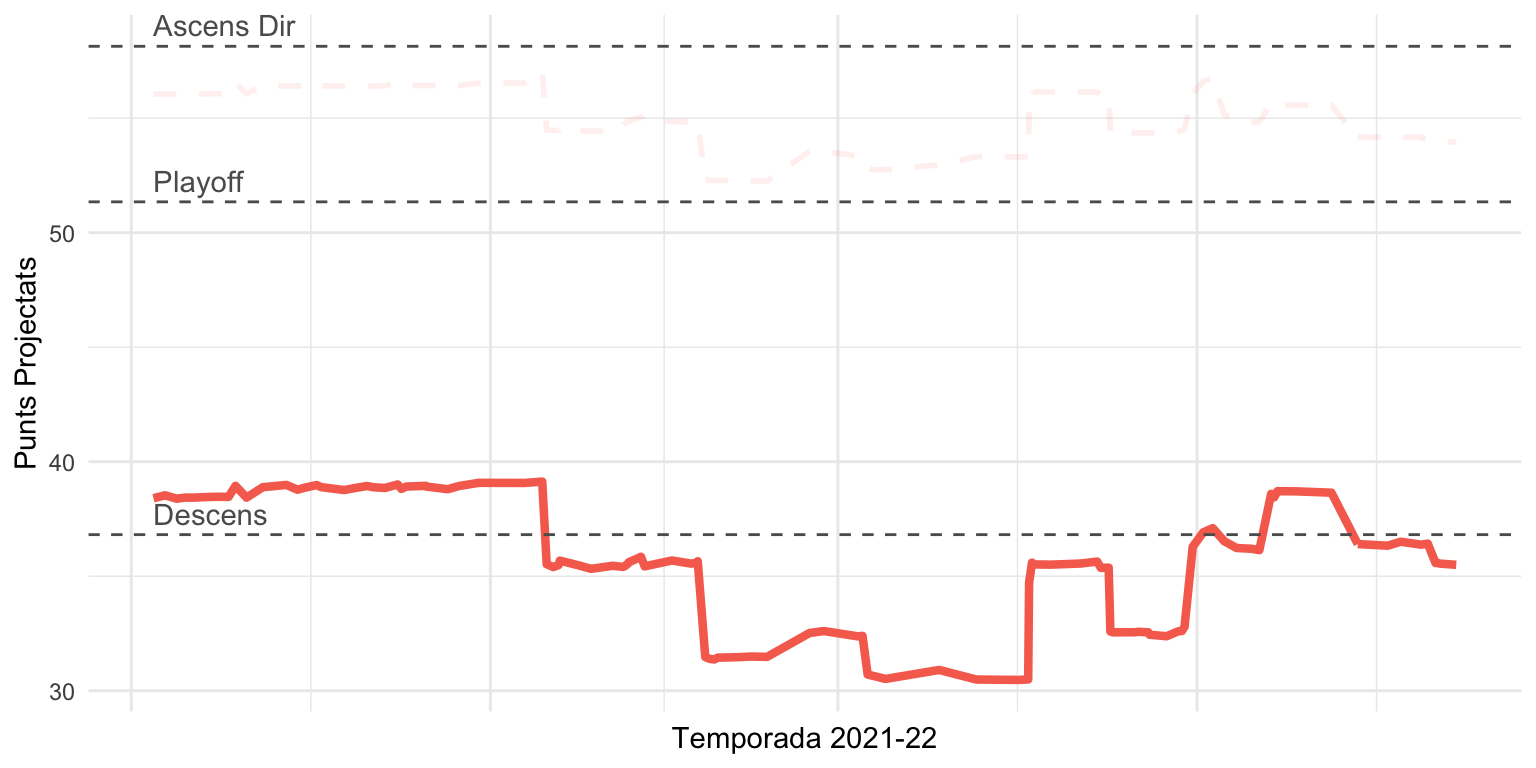 Ascens Dir
Playoff
50
Punts Projectats
40
Descens
30
Temporada 2021-22